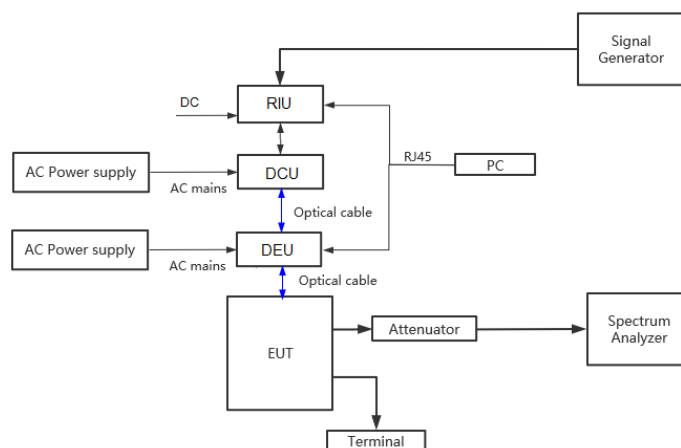 Signal
Generator
DC
RIU
RJ45
PC
AC Power supply
AC mains
DCU
Optical cable
AC Power supply
AC mains
DEU
Optical cable
EUT
Attenuator
Spectrum
Analyzer
Terminal